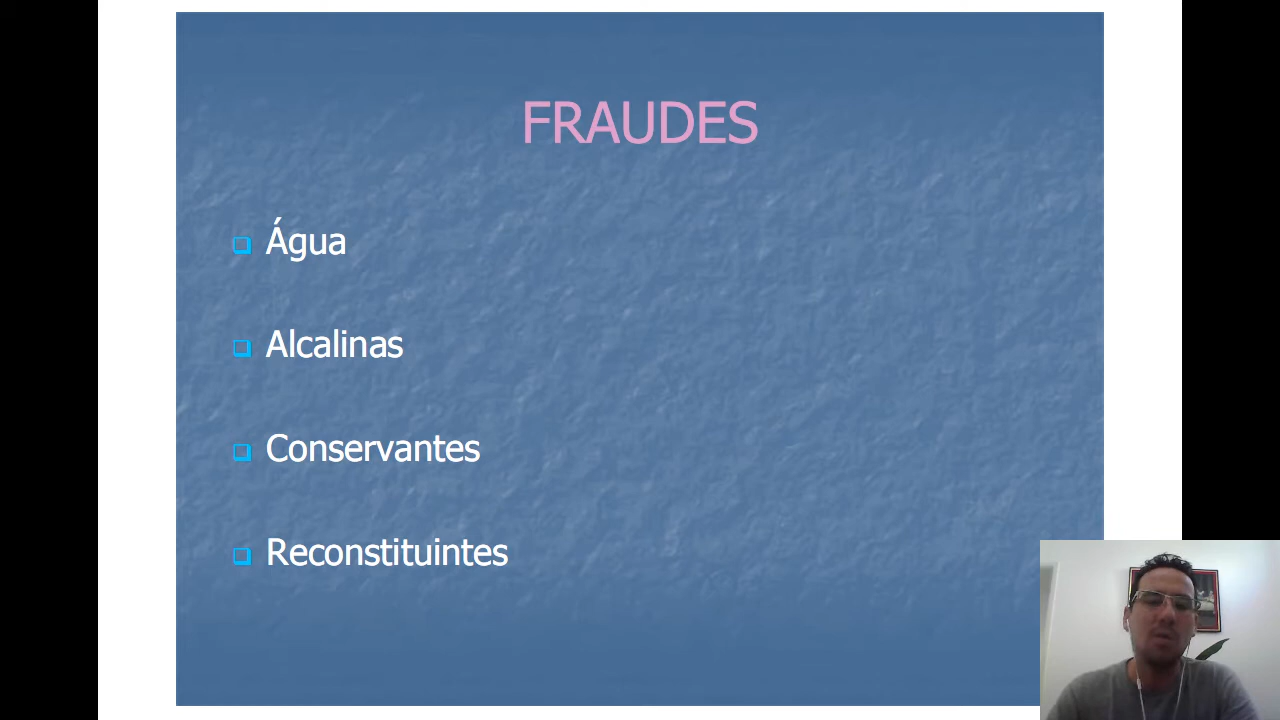 FRAUDES
Água
Alcalinas
Conservantes
Reconstituintes